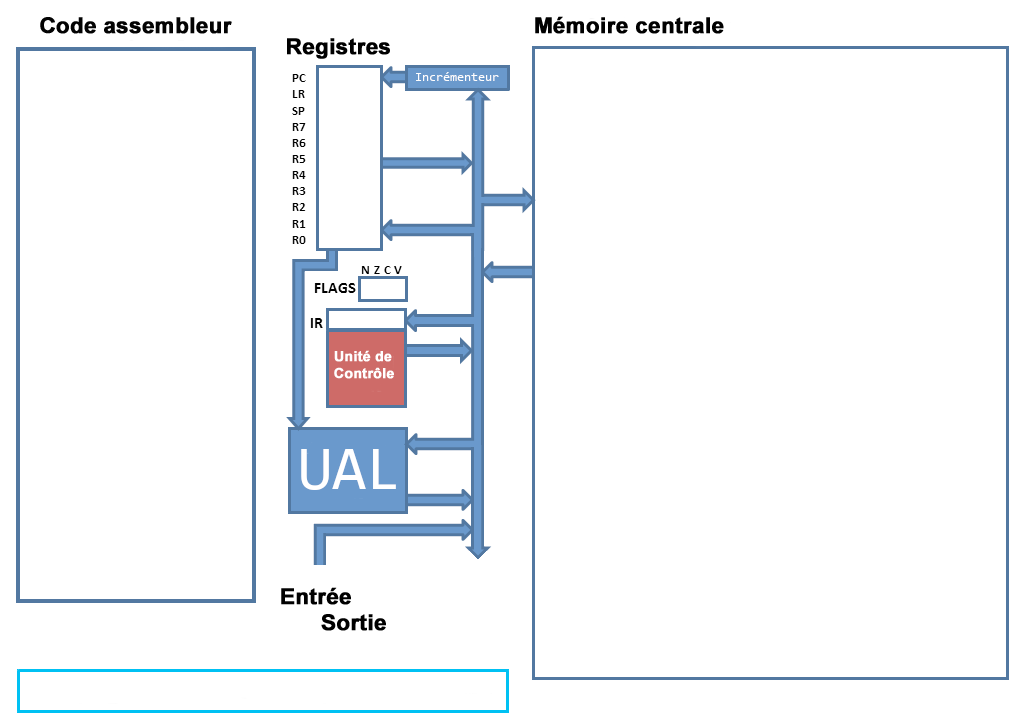 Code assembleur
Mémoire centrale
Registres
Incrémenteur
PC
LR
SP
R7
R6
R5
R4
R3
R2
R1
R0
N Z C V
FLAGS
IR
Unité de
Contrôle
UAL
Entrée
Sortie